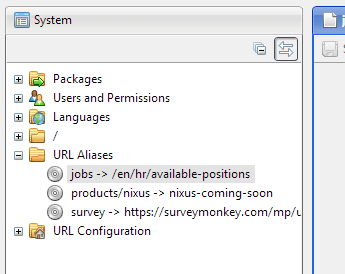 System
Packages
Users and Permissions
Languages
/
URL Aliases
jobs -> /en/hr/available-positions
products/nixus -> nixus-coming-soon
survey -> https://surveymonkey.com/mp/u
URL Configuration